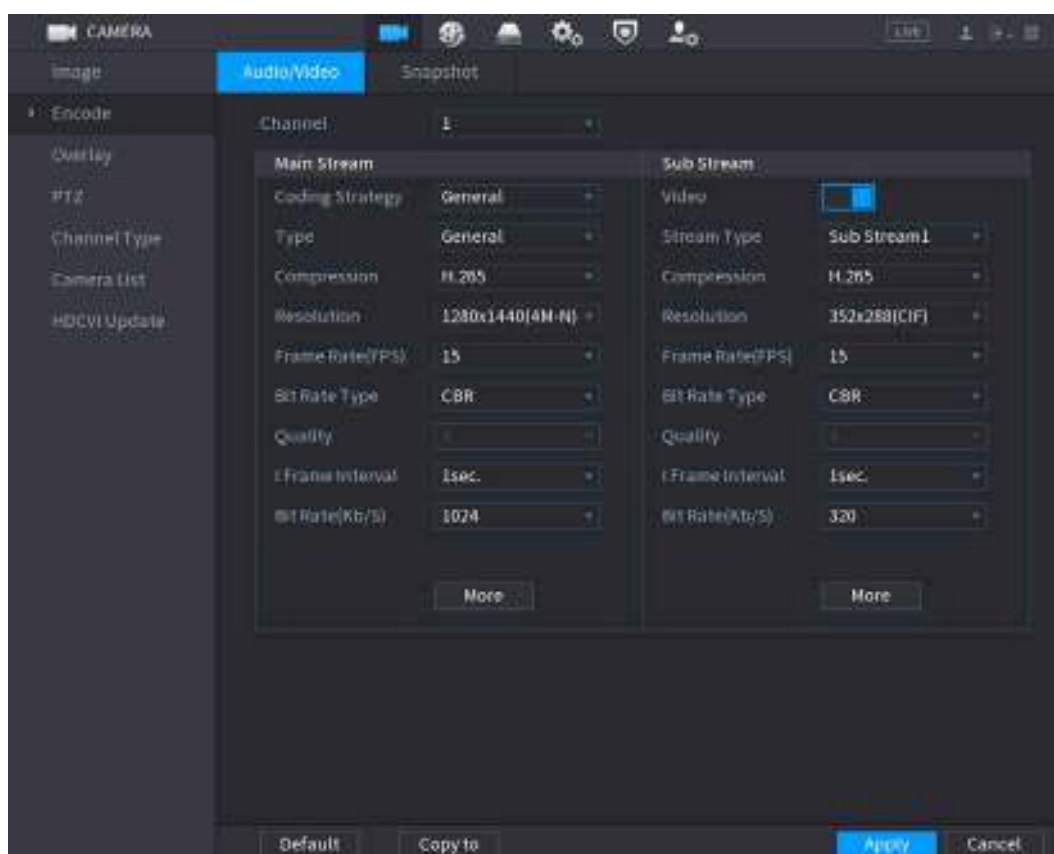 CAMERA
LIVE
Image
Audio/Video Snapshot
Encode
Channel 1
Overlay
Main Stream Sub Stream
PTZ
Coding Strategy General Video
Channel Type
Type General Stream Type Sub Stream1
Camera List
Compression H.265 Compression H.265
HDCVI Update
Resolution 1280x1440(4M-N) Resolution 352x288(CIF)
Frame Rate(FPS) 15 Frame Rate(FPS) 15
Bit Rate Type CBR Bit Rate Type CBR
Quality Quality
I Frame Interval 1sec. I Frame Interval 1sec.
Bit Rate(Kb/S) 1024 Bit Rate(Kb/S) 320
More More
Default Copy to Apply Cancel